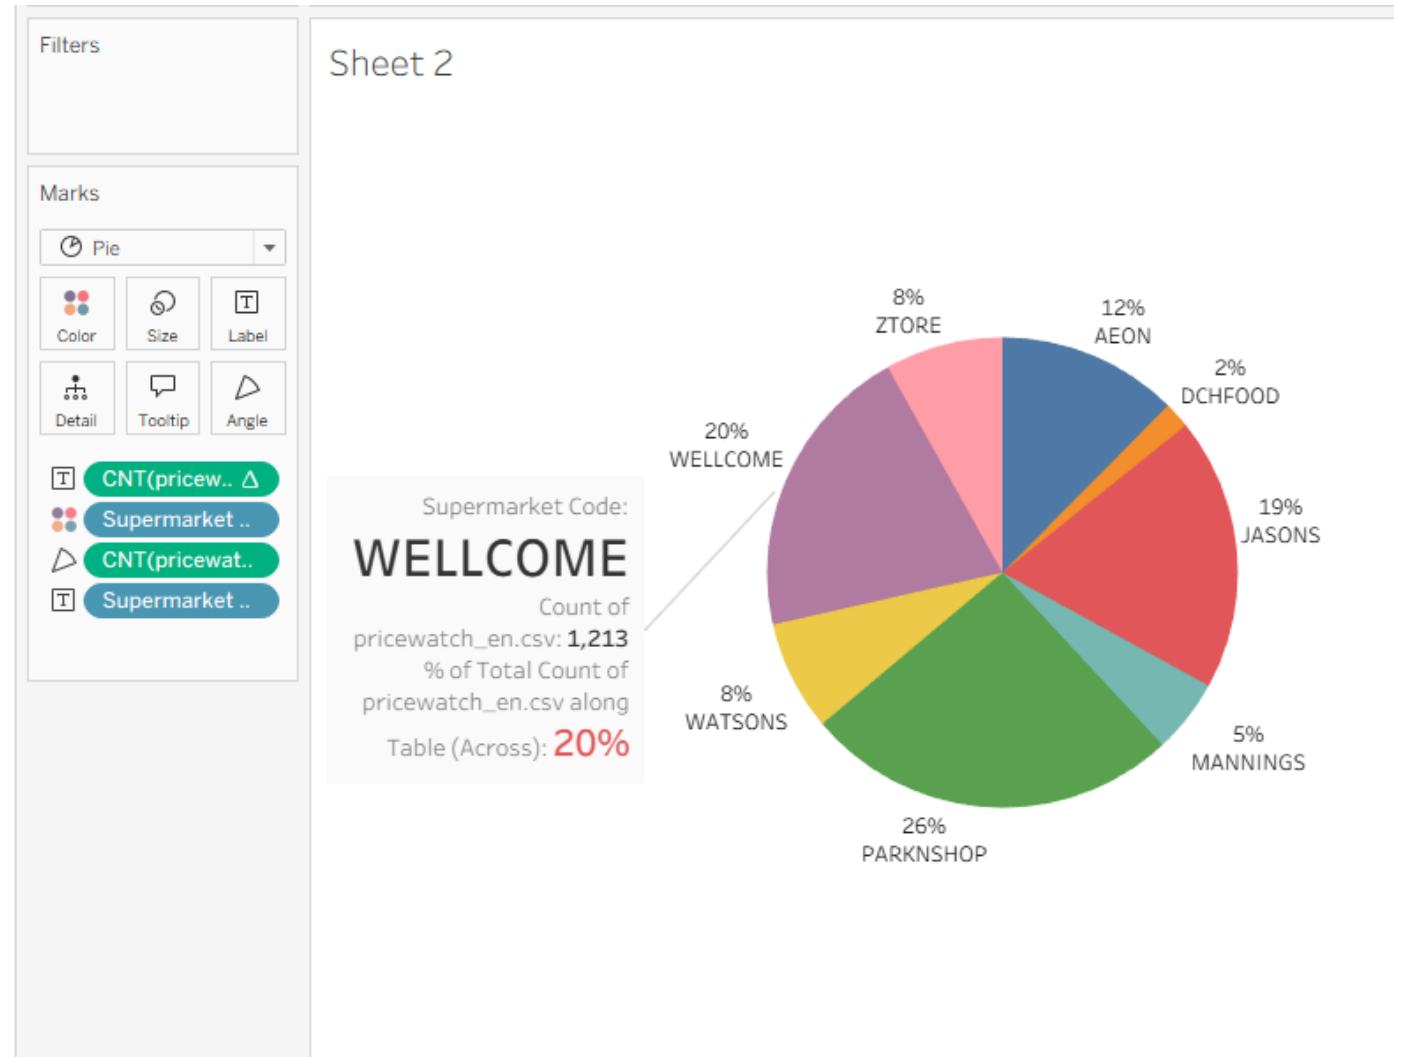 Filters
Marks
Pie
Color
Size
Label
Detail
Tooltip
Angle
CNT(pricew..
Supermarket ..
CNT(pricewat..
Supermarket ..
Sheet 2
8%
ZTORE
12%
AEON
2%
DCHFOOD
20%
WELLCOME
19%
JASONS
8%
WATSONS
5%
MANNINGS
26%
PARKNSHOP
Supermarket Code:
WELLCOME
Count of
pricewatch_en.csv: 1,213
% of Total Count of
pricewatch_en.csv along
Table (Across): 20%